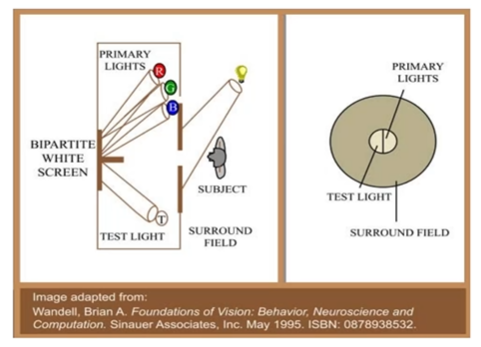 PRIMARY
LIGHTS
R
G
B
BIPARTITE
WHITE
SCREEN
SUBJECT
T
TEST LIGHT
SURROUND
FIELD
PRIMARY
LIGHTS
TEST LIGHT
SURROUND FIELD
Image adapted from:
Wandell, Brian A. Foundations of Vision: Behavior, Neuroscience and
Computation. Sinauer Associates, Inc. May 1995. ISBN: 0878938532.